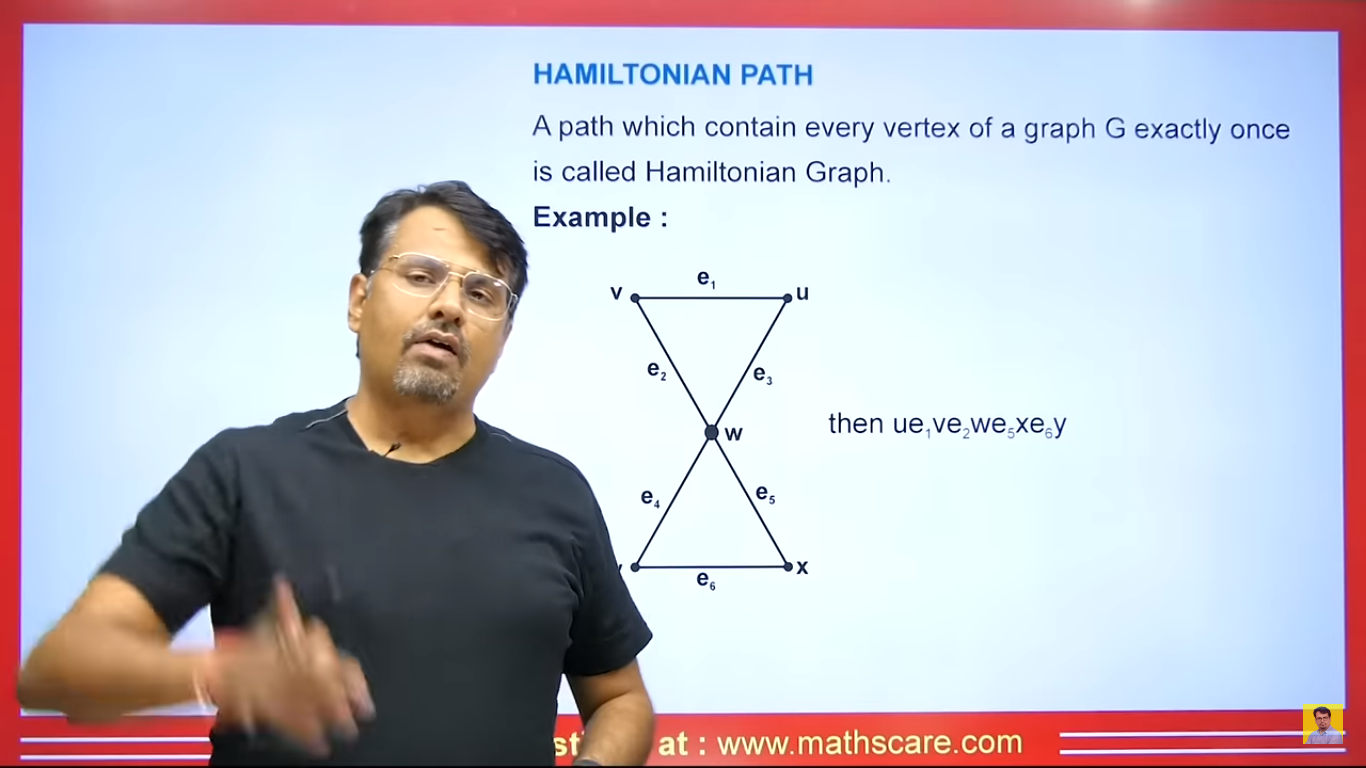 HAMILTONIAN PATH
A path which contain every vertex of a graph G exactly once
is called Hamiltonian Graph.
Example :
e₁
v u
e₂ e₃
w then ue₁ve₂we₅xe₆y
e₄ e₅
x
e₆
at : www.mathscare.com